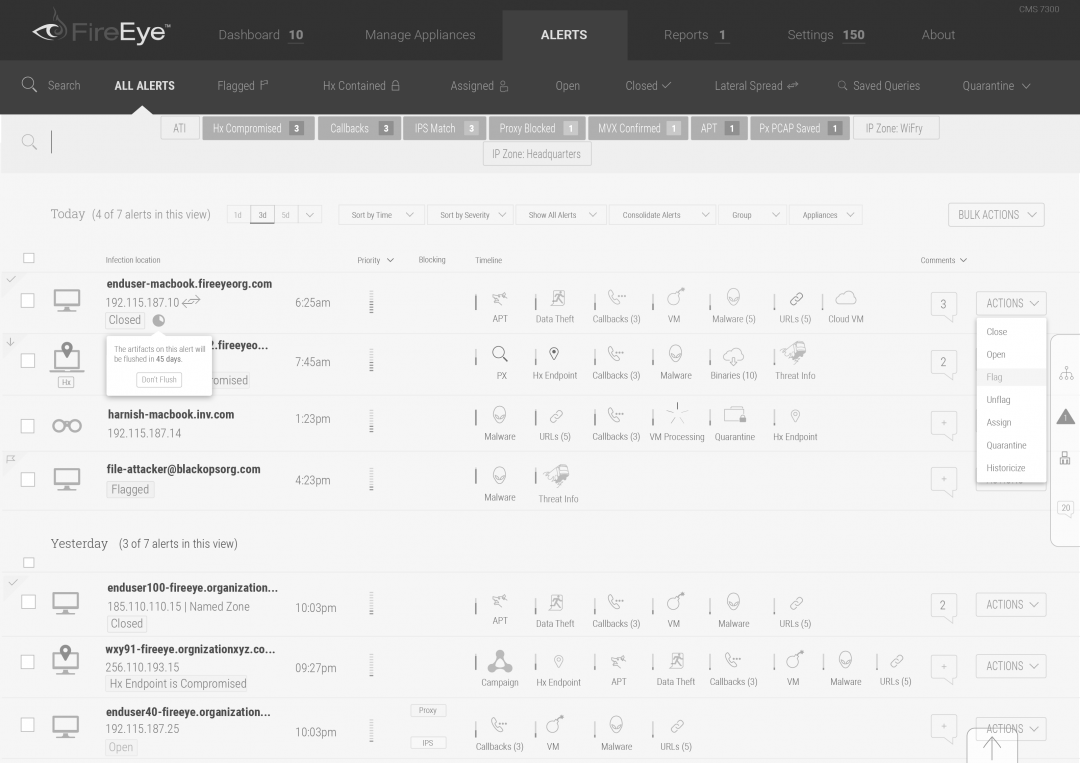 CMS 7300
FireEye™
Dashboard 10
Manage Appliances
ALERTS
Reports 1
Settings 150
About
Search
ALL ALERTS
Flagged
Hx Contained
Assigned
Open
Closed
Lateral Spread
Saved Queries
Quarantine
ATI
Hx Compromised 3
Callbacks 3
IPS Match 3
Proxy Blocked 1
MVX Confirmed 1
APT 1
Px PCAP Saved 1
IP Zone: WiFry
IP Zone: Headquarters
Today (4 of 7 alerts in this view)
1d
3d
5d
Sort by Time
Sort by Severity
Show All Alerts
Consolidate Alerts
Group
Appliances
BULK ACTIONS
Infection location
Priority
Blocking
Timeline
Comments
enduser-macbook.fireeyeorg.com
192.115.187.10
Closed
6:25am
APT
Data Theft
Callbacks (3)
VM
Malware (5)
URLs (5)
Cloud VM
3
ACTIONS
Close
Open
Flag
Unflag
Assign
Quarantine
Historicize
The artifacts on this alert will
be flushed in 45 days.
Don't Flush
2.fireeyeo...
omised
Hx
7:45am
PX
Hx Endpoint
Callbacks (3)
Malware
Binaries (10)
Threat Info
2
harnish-macbook.inv.com
192.115.187.14
1:23pm
Malware
URLs (5)
Callbacks (3)
VM Processing
Quarantine
Hx Endpoint
+
file-attacker@blackopsorg.com
Flagged
4:23pm
Malware
Threat Info
+
1
20
Yesterday (3 of 7 alerts in this view)
enduser100-fireeye.organization...
185.110.110.15 | Named Zone
Closed
10:03pm
APT
Data Theft
Callbacks (3)
VM
Malware
URLs (5)
2
ACTIONS
wxy91-fireeye.orgnizationxyz.co...
256.110.193.15
Hx Endpoint is Compromised
09:27pm
Campaign
Hx Endpoint
APT
Data Theft
Callbacks (3)
VM
Malware
URLs (5)
+
ACTIONS
enduser40-fireeye.organization...
192.115.187.25
Open
10:03pm
Proxy
IPS
Callbacks (3)
VM
Malware
URLs (5)
+
ACTIONS